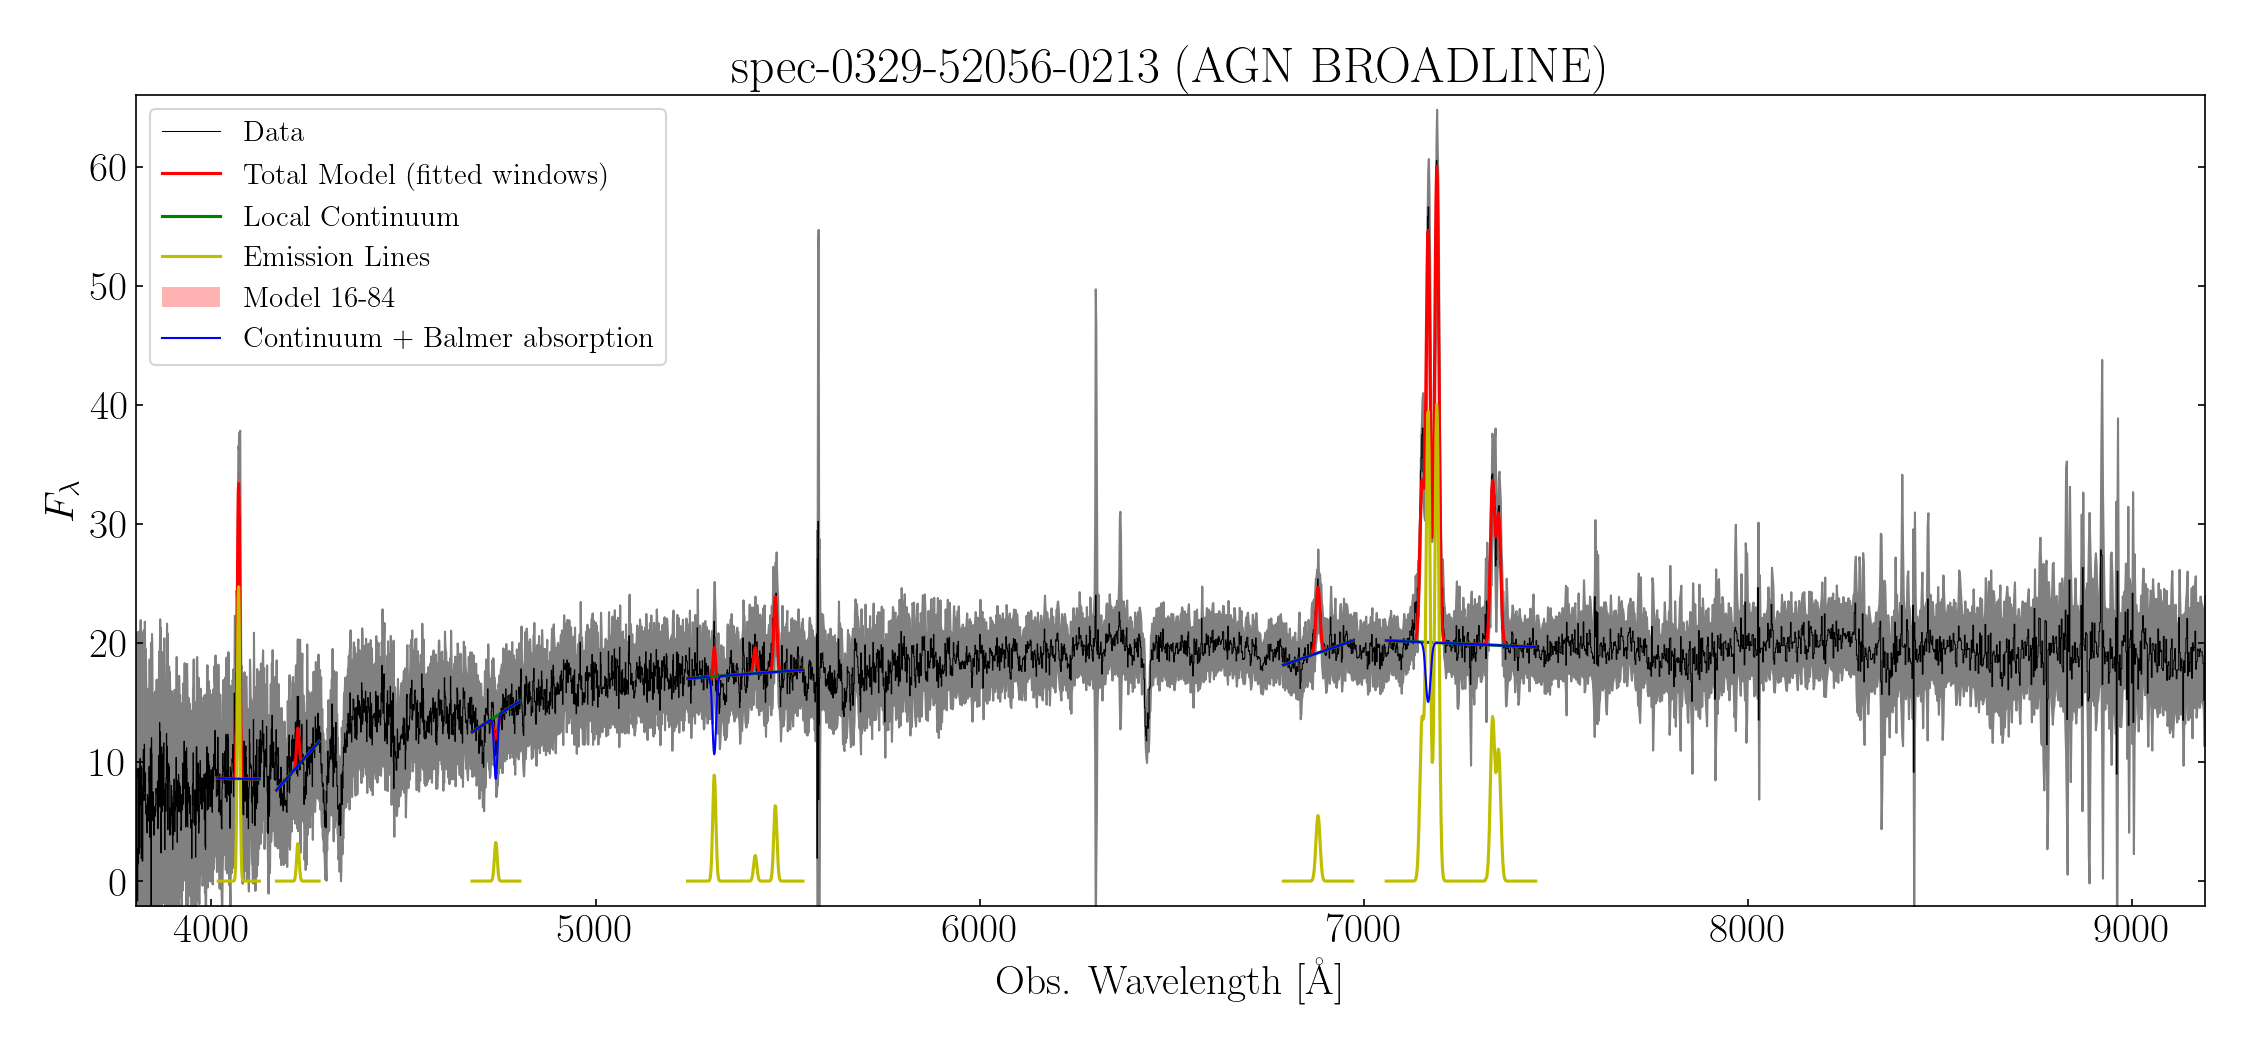 spec-0329-52056-0213 (AGN BROADLINE)
Data
Total Model (fitted windows)
Local Continuum
Emission Lines
Model 16-84
Continuum + Balmer absorption
60
50
40
30
20
10
0
F_λ
4000 5000 6000 7000 8000 9000
Obs. Wavelength [Å]